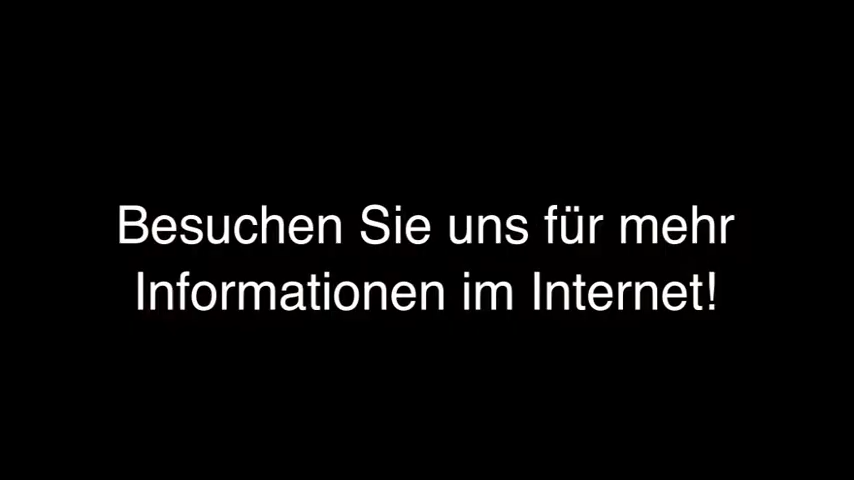 Besuchen Sie uns für mehr
Informationen im Internet!